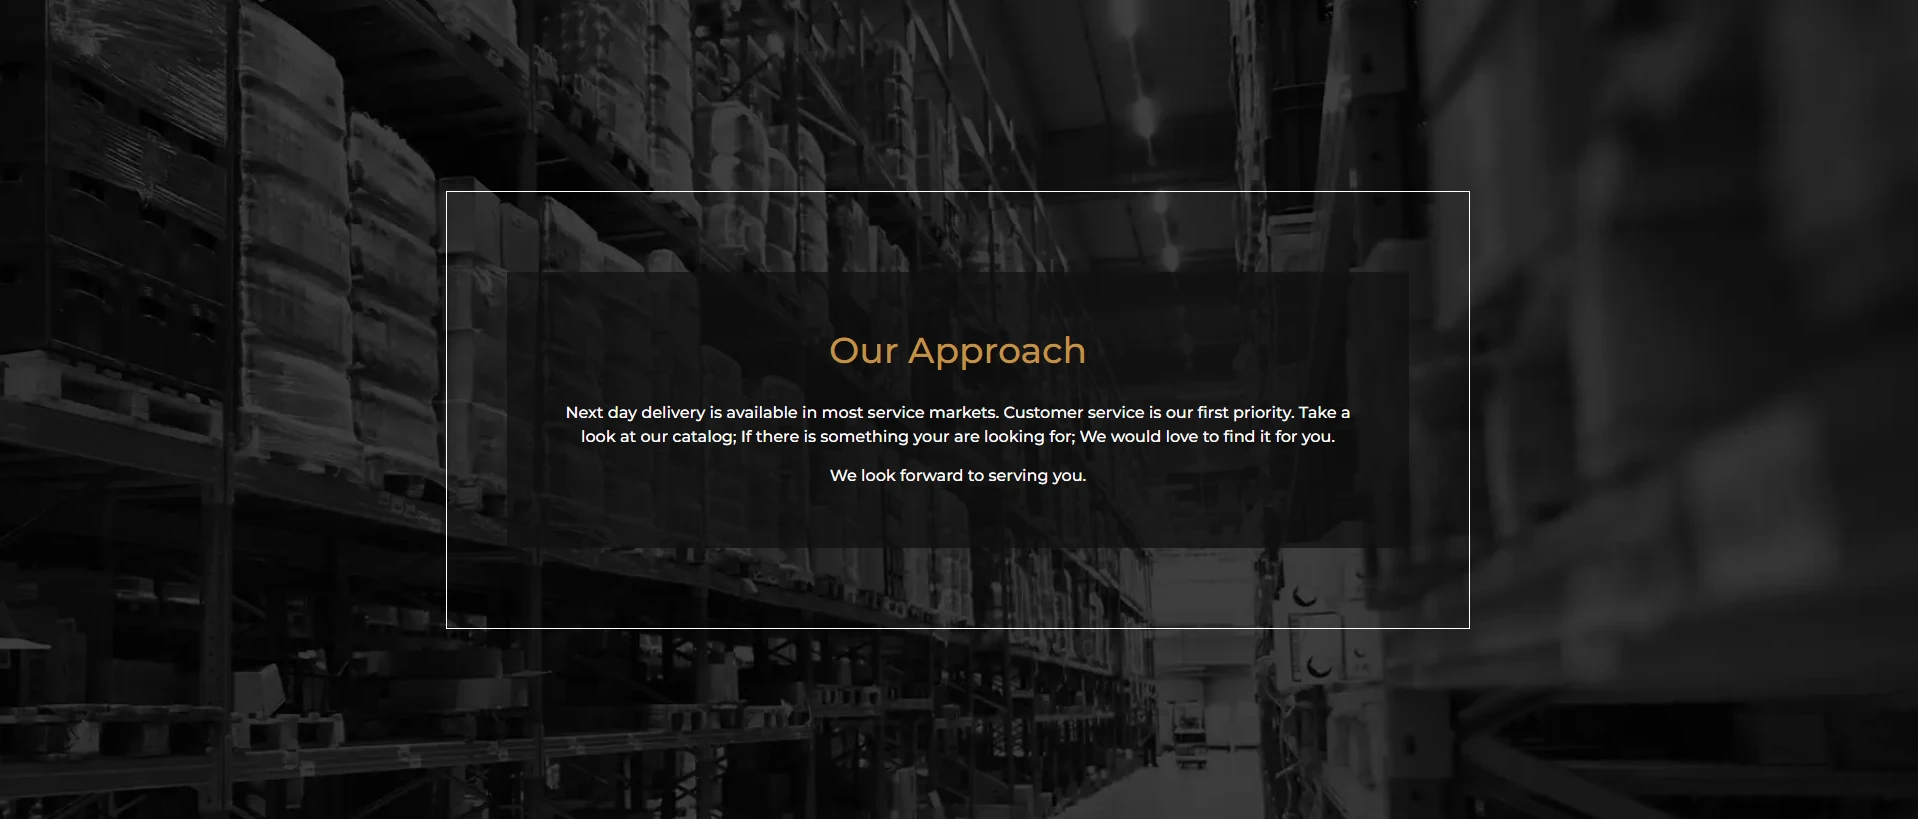 Our Approach
Next day delivery is available in most service markets. Customer service is our first priority. Take a
look at our catalog; If there is something your are looking for; We would love to find it for you.
We look forward to serving you.